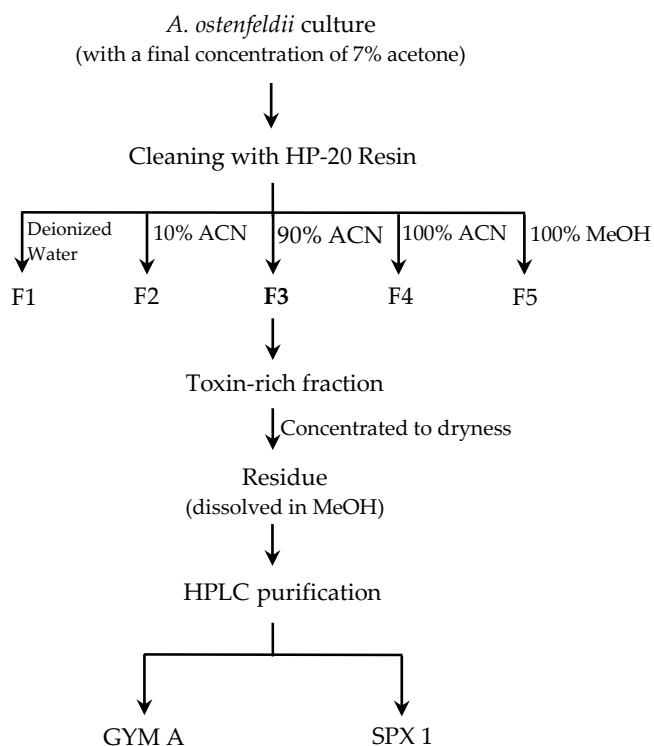 A. ostenfeldii culture
(with a final concentration of 7% acetone)
Cleaning with HP-20 Resin
Deionized
Water
10% ACN
90% ACN
100% ACN
100% MeOH
F1
F2
F3
F4
F5
Toxin-rich fraction
Concentrated to dryness
Residue
(dissolved in MeOH)
HPLC purification
GYM A
SPX 1